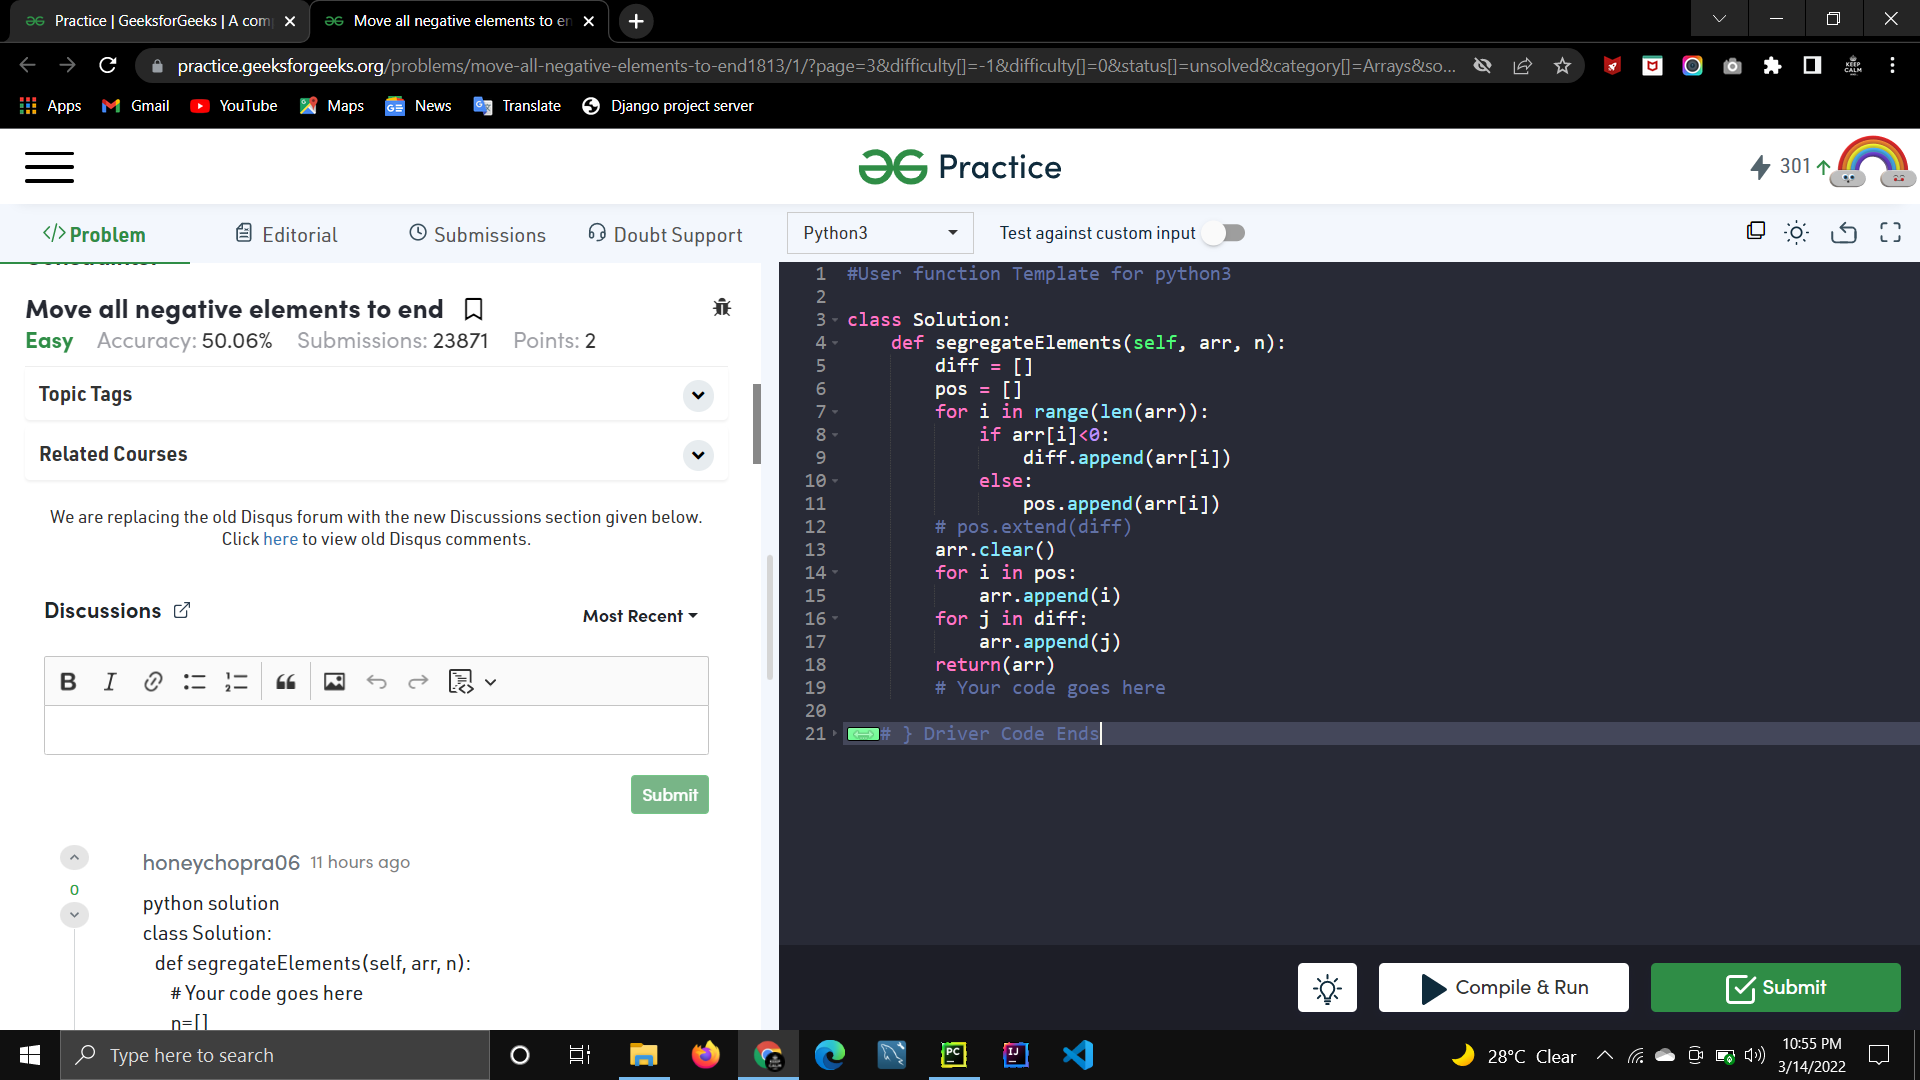 Practice | GeeksforGeeks | A com
Move all negative elements to en
practice.geeksforgeeks.org/problems/move-all-negative-elements-to-end1813/1/?page=3&difficulty[]=-1&difficulty[]=0&status[]=unsolved&category[]=Arrays&so...
Apps
Gmail
YouTube
Maps
News
Translate
Django project server
Practice
301
Problem
Editorial
Submissions
Doubt Support
Python3
Test against custom input
Move all negative elements to end
Easy Accuracy: 50.06% Submissions: 23871 Points: 2
Topic Tags
Related Courses
We are replacing the old Disqus forum with the new Discussions section given below.
Click here to view old Disqus comments.
Discussions
Most Recent
B I
Submit
honeychopra06 11 hours ago
0
python solution
class Solution:
def segregateElements(self, arr, n):
# Your code goes here
n=[]
1 #User function Template for python3
2
3 class Solution:
4 def segregateElements(self, arr, n):
5 diff = []
6 pos = []
7 for i in range(len(arr)):
8 if arr[i]<0:
9 diff.append(arr[i])
10 else:
11 pos.append(arr[i])
12 # pos.extend(diff)
13 arr.clear()
14 for i in pos:
15 arr.append(i)
16 for j in diff:
17 arr.append(j)
18 return(arr)
19 # Your code goes here
20
21 # } Driver Code Ends
Compile & Run
Submit
Type here to search
PC
IJ
28°C Clear
10:55 PM
3/14/2022